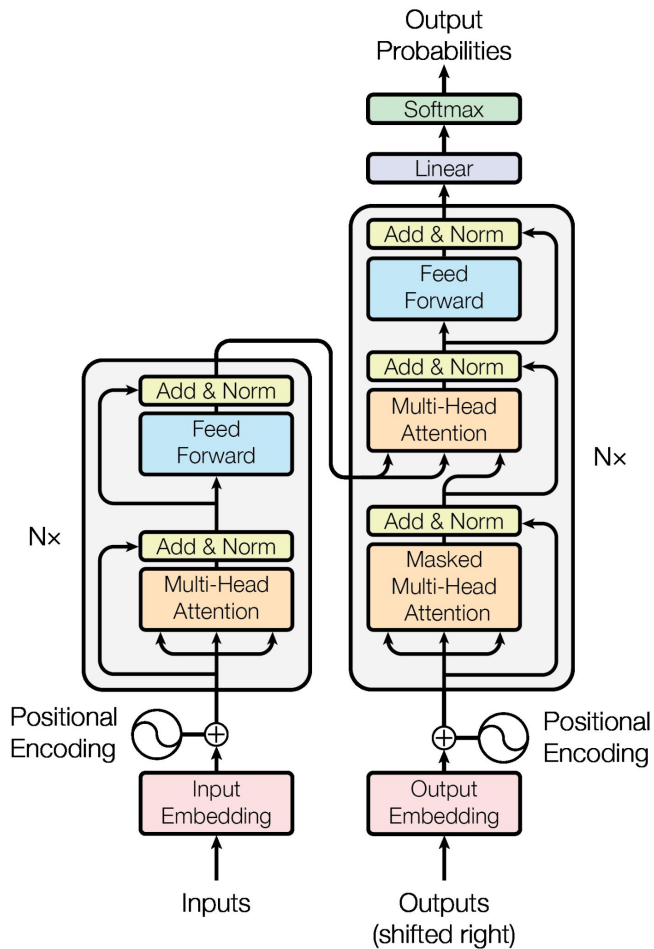 Output
Probabilities
Softmax
Linear
Add & Norm
Feed
Forward
Add & Norm
Multi-Head
Attention
Add & Norm
Masked
Multi-Head
Attention
N×
Add & Norm
Feed
Forward
Add & Norm
Multi-Head
Attention
N×
Positional
Encoding
Positional
Encoding
Input
Embedding
Output
Embedding
Inputs
Outputs
(shifted right)